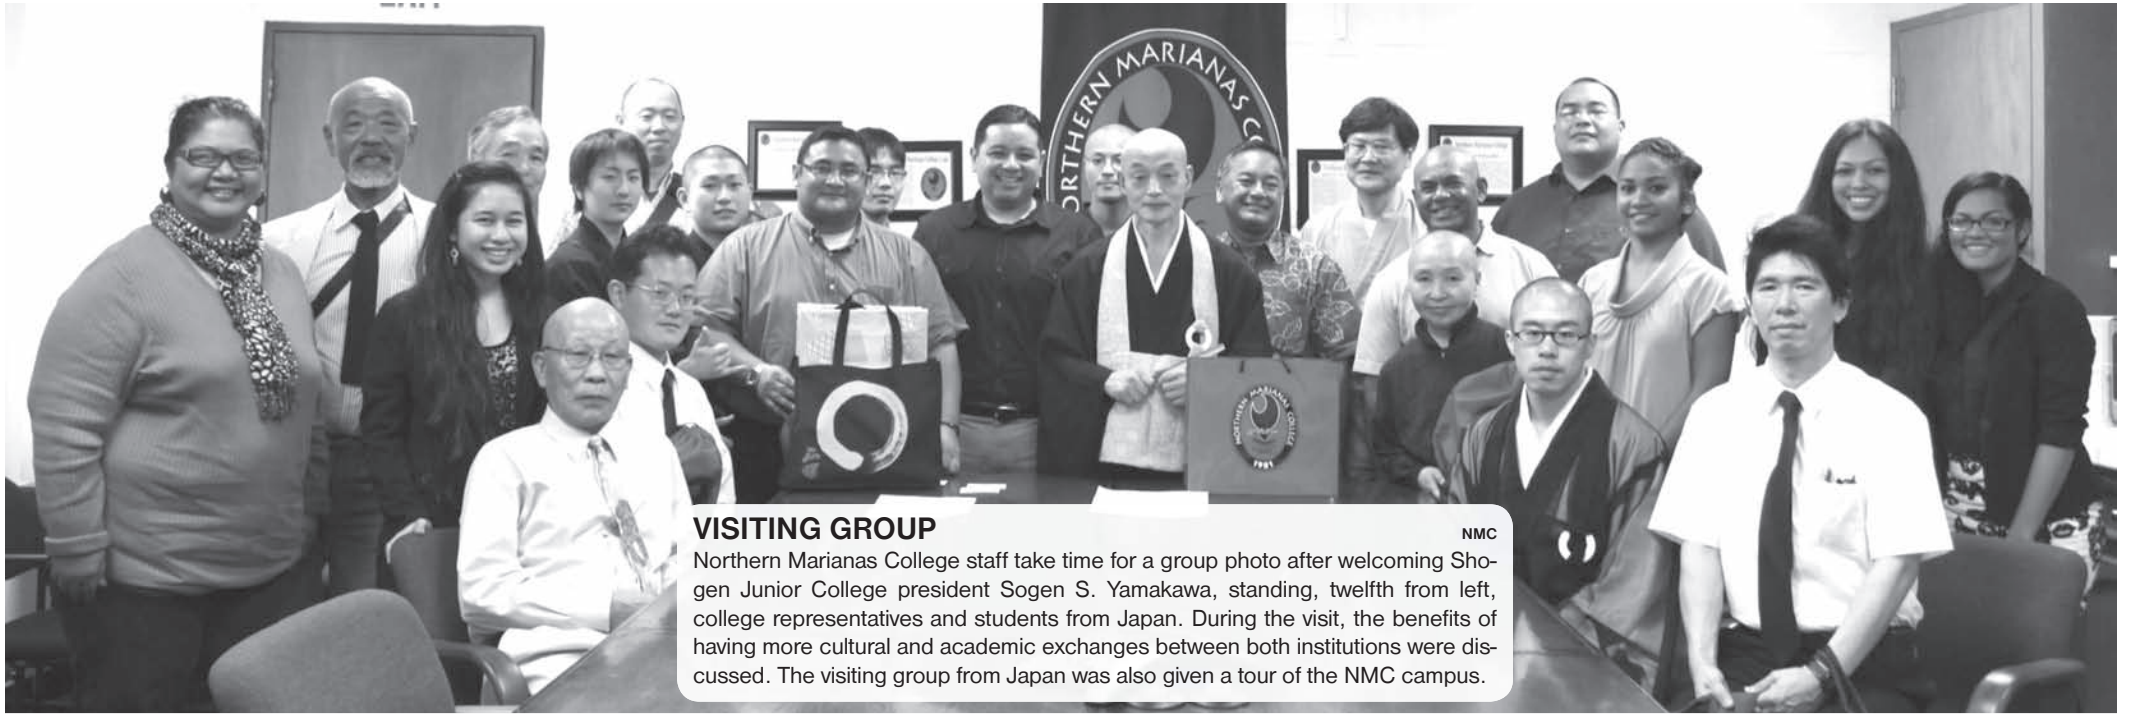 EXIT
NORTHERN MARIANAS CO
NORTHERN MARIANAS COLLEGE
1981
VISITING GROUP
NMC
Northern Marianas College staff take time for a group photo after welcoming Sho-
gen Junior College president Sogen S. Yamakawa, standing, twelfth from left,
college representatives and students from Japan. During the visit, the benefits of
having more cultural and academic exchanges between both institutions were dis-
cussed. The visiting group from Japan was also given a tour of the NMC campus.